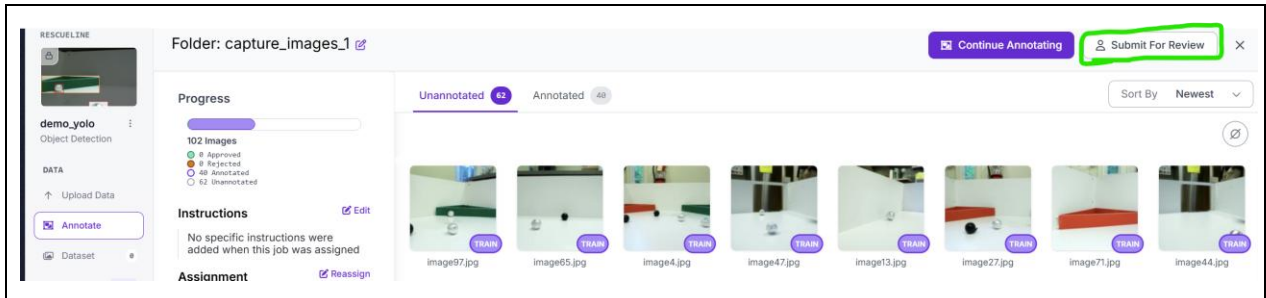 RESCUELINE
demo_yolo
Object Detection
DATA
Upload Data
Annotate
Dataset 0
Folder: capture_images_1
Continue Annotating
Submit For Review
Progress
102 Images
0 Approved
0 Rejected
40 Annotated
62 Unannotated
Instructions
Edit
No specific instructions were
added when this job was assigned
Assignment
Reassign
Unannotated 62
Annotated 40
Sort By Newest
TRAIN TRAIN TRAIN TRAIN TRAIN TRAIN TRAIN TRAIN
image97.jpg image65.jpg image4.jpg image47.jpg image13.jpg image27.jpg image71.jpg image44.jpg